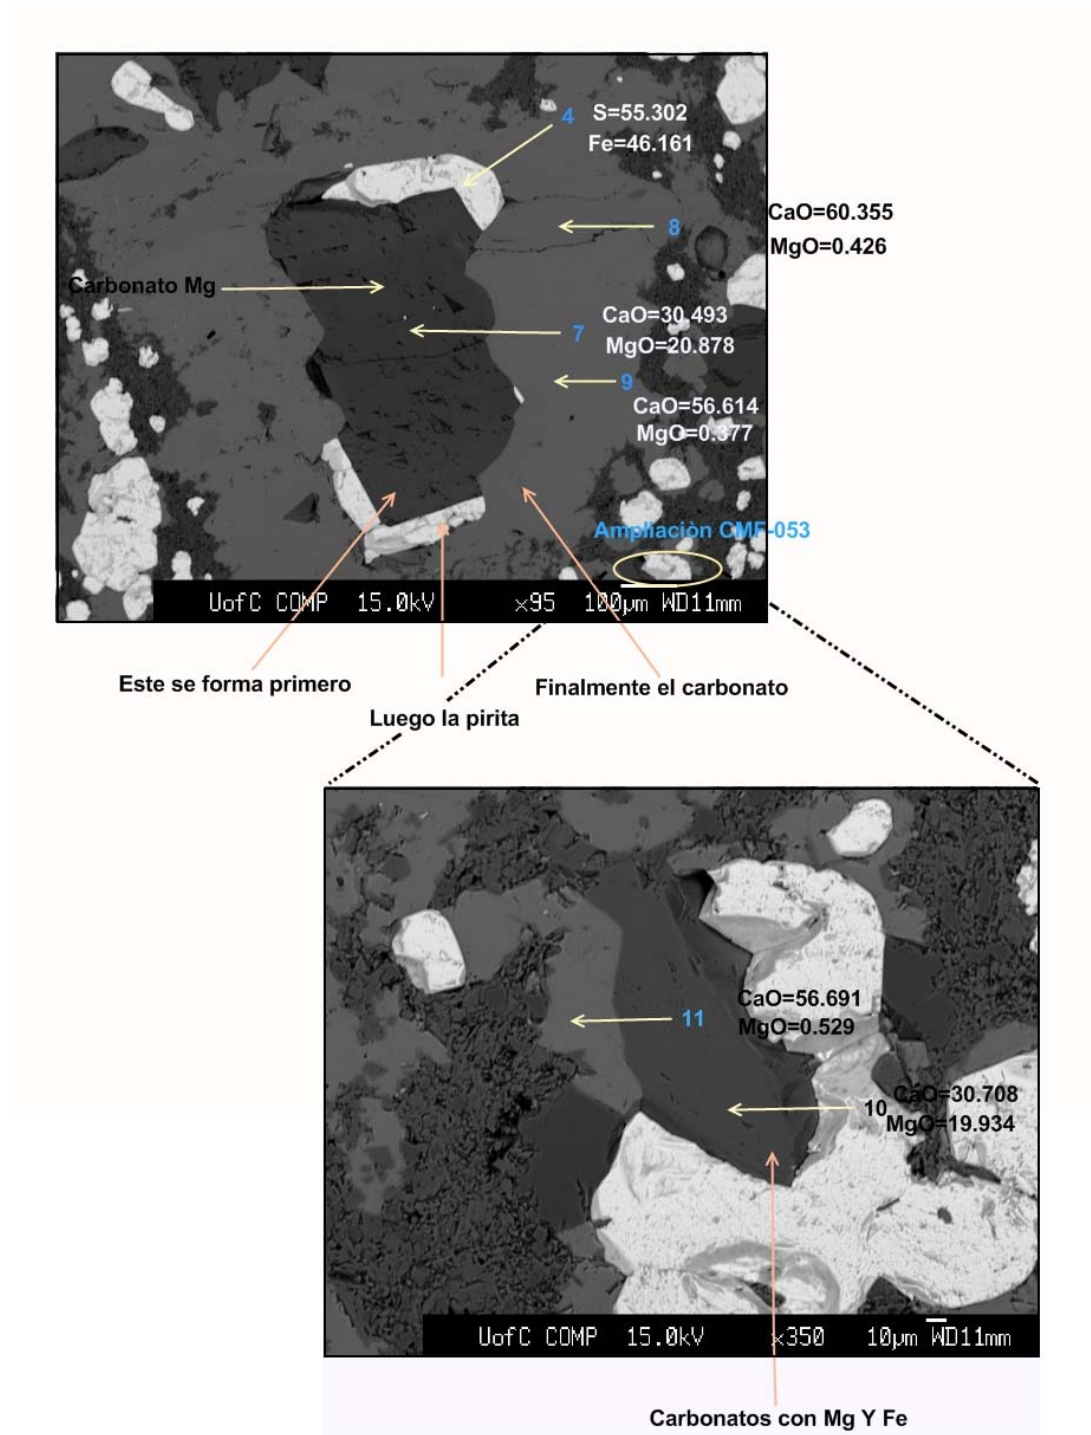 4 S=55.302
Fe=46.161
8 CaO=60.355
MgO=0.426
Carbonato Mg
7 CaO=30.493
MgO=20.878
9
CaO=56.614
MgO=0.377
Ampliaciòn CMF-053
UofC COMP 15.0kV x95 100µm WD11mm
Este se forma primero
Luego la pirita
Finalmente el carbonato
CaO=56.691
11 MgO=0.529
10 CaO=30.708
MgO=19.934
UofC COMP 15.0kV x350 10µm WD11mm
Carbonatos con Mg Y Fe